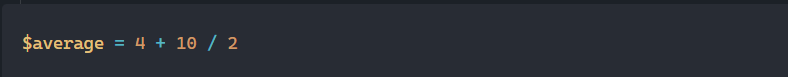 $average = 4 + 10 / 2